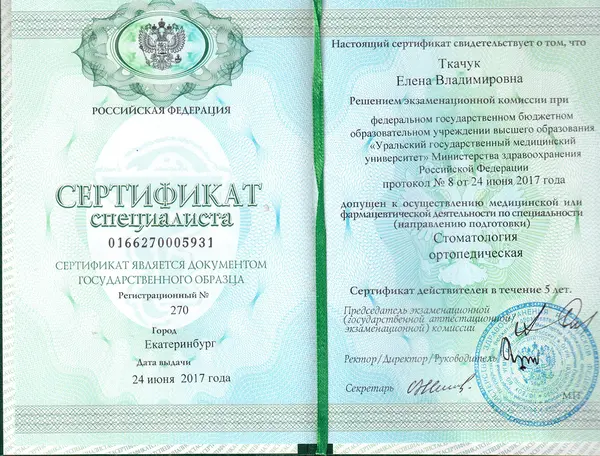 РОССИЙСКАЯ ФЕДЕРАЦИЯ
СЕРТИФИКАТ
специалиста
0166270005931
СЕРТИФИКАТ ЯВЛЯЕТСЯ ДОКУМЕНТОМ
ГОСУДАРСТВЕННОГО ОБРАЗЦА
Регистрационный №
270
Город
Екатеринбург
Дата выдачи
24 июня 2017 года
Настоящий сертификат свидетельствует о том, что
Ткачук
Елена Владимировна
Решением экзаменационной комиссии при
федеральном государственном бюджетном
образовательном учреждении высшего образования
«Уральский государственный медицинский
университет» Министерства здравоохранения
Российской Федерации
протокол № 8 от 24 июня 2017 года
допущен к осуществлению медицинской или
фармацевтической деятельности по специальности
(направлению подготовки)
Стоматология
ортопедическая
Сертификат действителен в течение 5 лет.
Председатель экзаменационной
(государственной аттестационной/
экзаменационной) комиссии
Ректор/Директор/Руководитель
Секретарь
М.П.